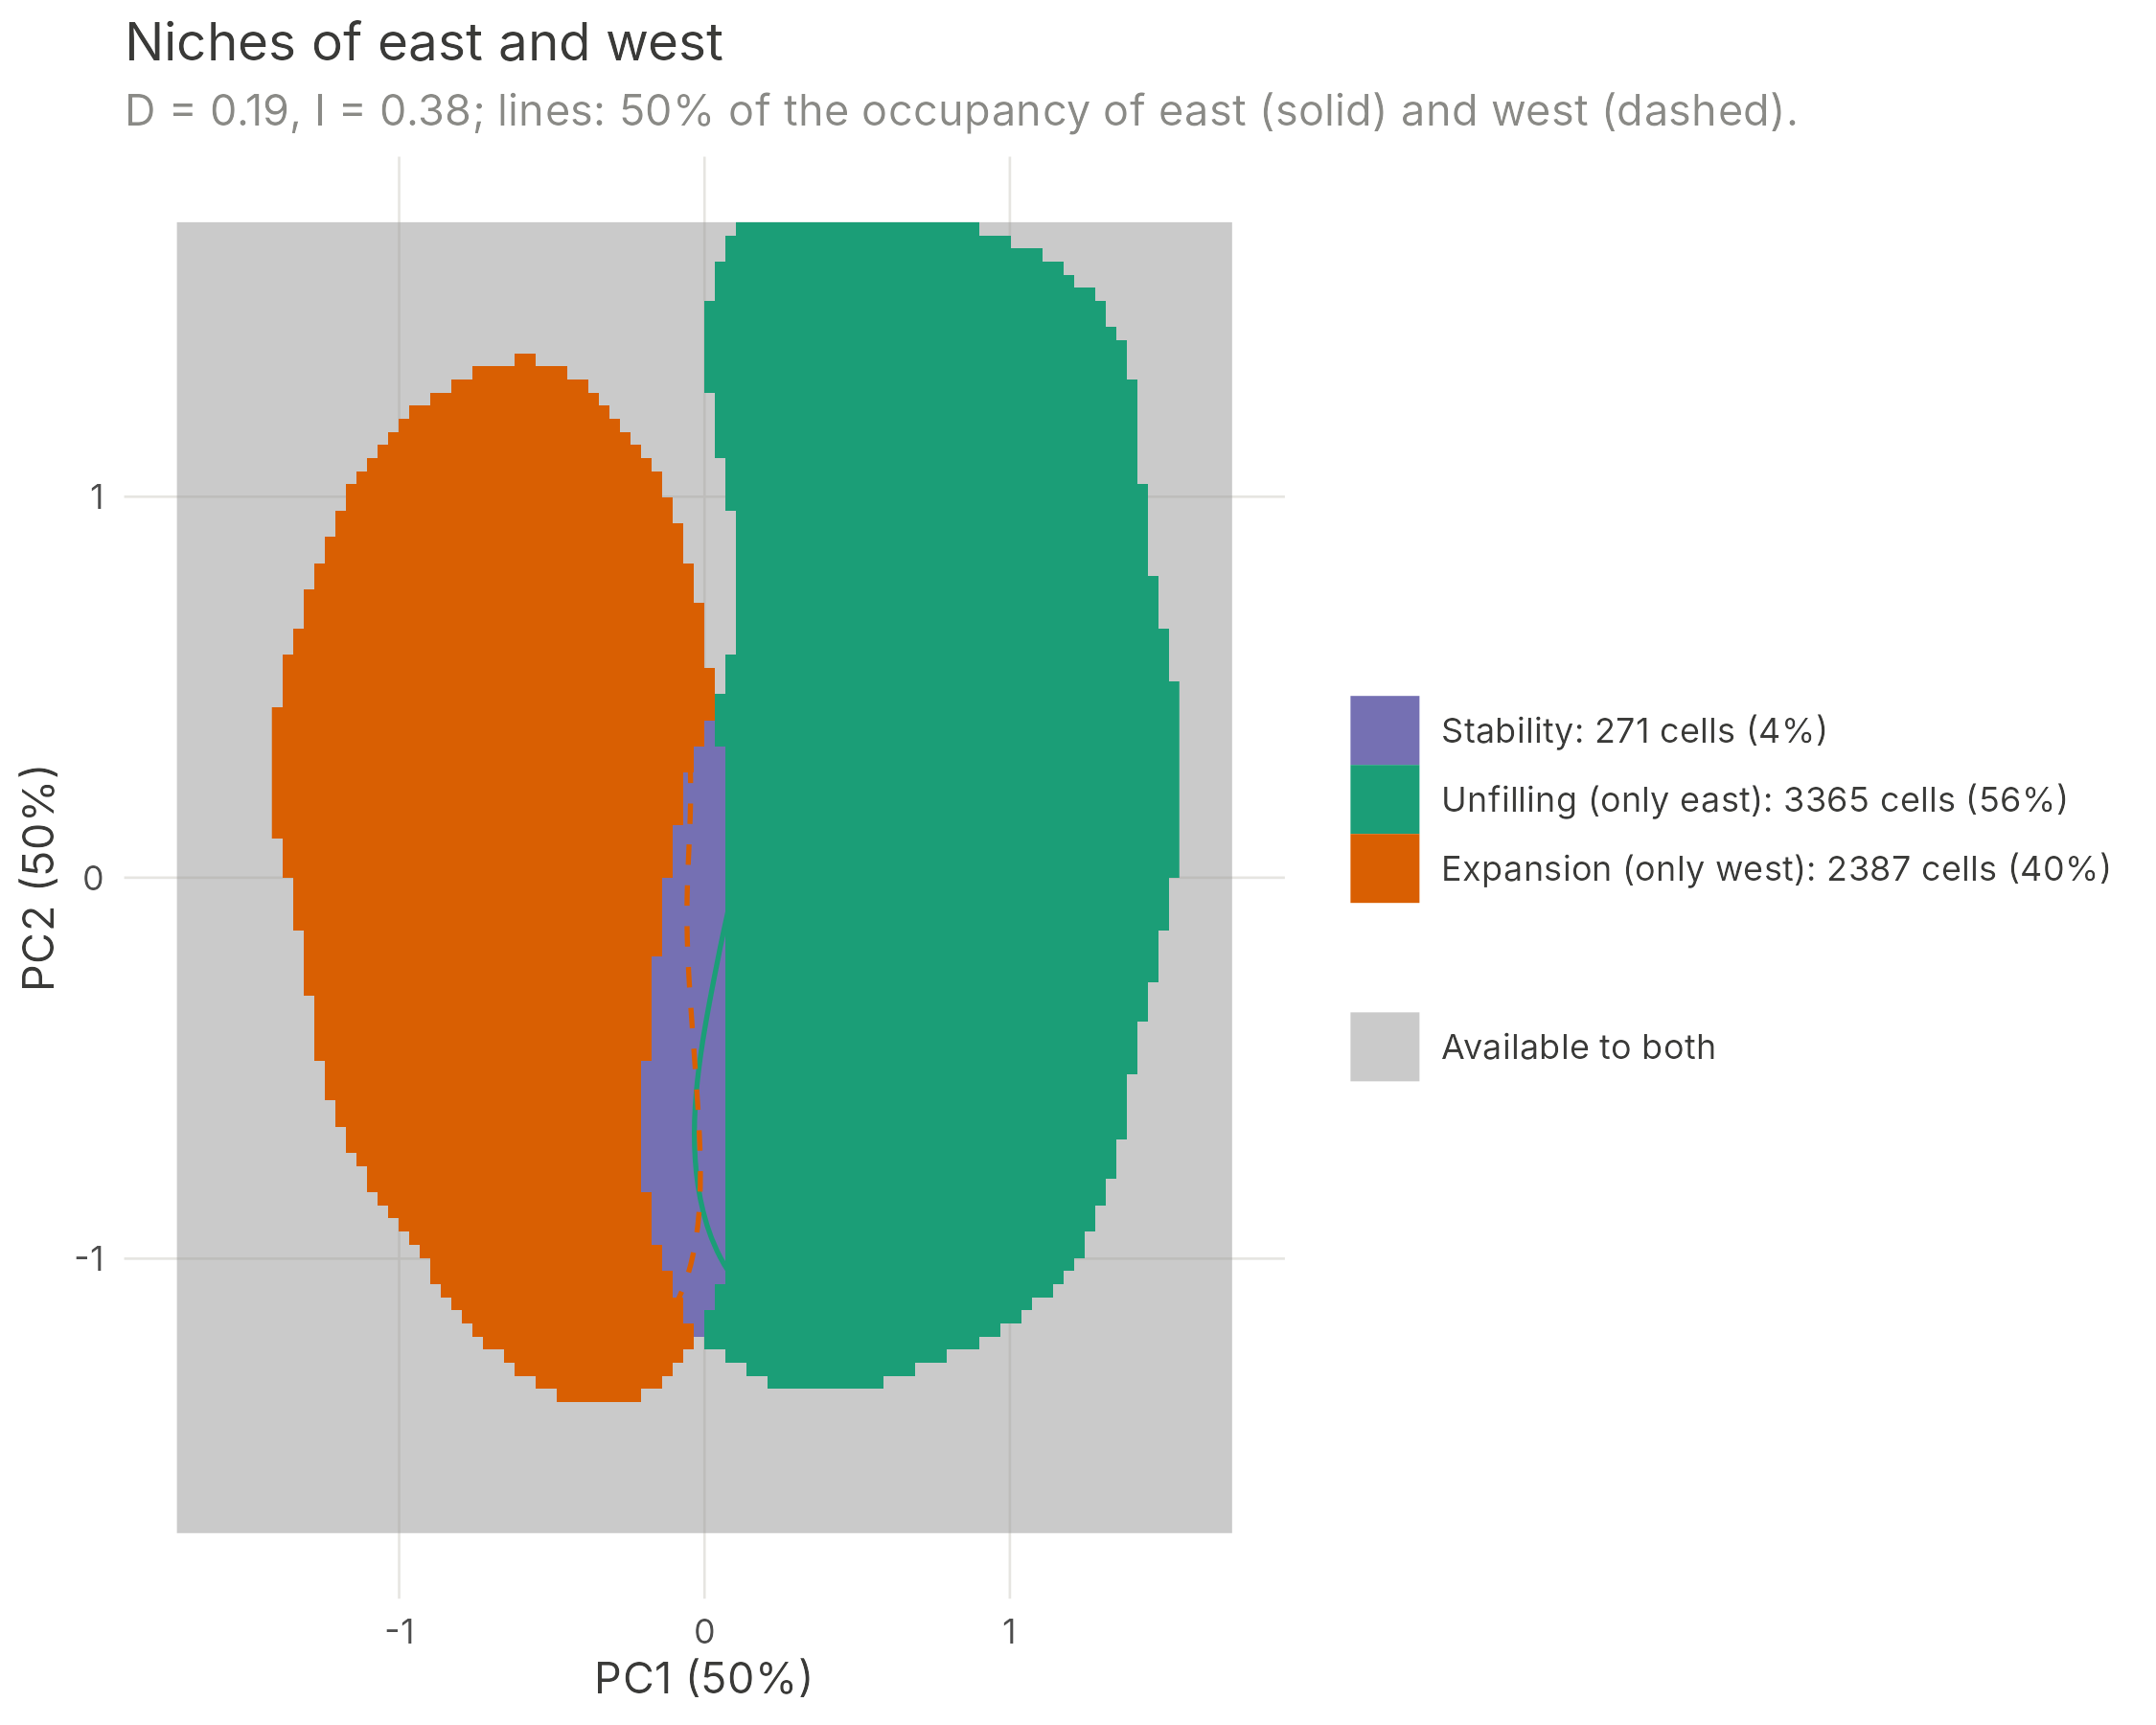 Niches of east and west
D = 0.19, I = 0.38; lines: 50% of the occupancy of east (solid) and west (dashed).
PC2 (50%)
1
0
-1
-1
0
1
PC1 (50%)
Stability: 271 cells (4%)
Unfilling (only east): 3365 cells (56%)
Expansion (only west): 2387 cells (40%)
Available to both